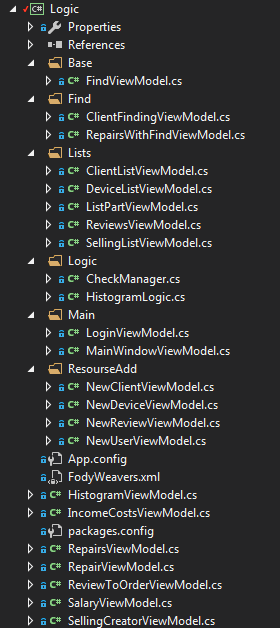 Logic
Properties
References
Base
FindViewModel.cs
Find
ClientFindingViewModel.cs
RepairsWithFindViewModel.cs
Lists
ClientListViewModel.cs
DeviceListViewModel.cs
ListPartViewModel.cs
ReviewsViewModel.cs
SellingListViewModel.cs
Logic
CheckManager.cs
HistogramLogic.cs
Main
LoginViewModel.cs
MainWindowViewModel.cs
ResourseAdd
NewClientViewModel.cs
NewDeviceViewModel.cs
NewReviewViewModel.cs
NewUserViewModel.cs
App.config
FodyWeavers.xml
HistogramViewModel.cs
IncomeCostsViewModel.cs
packages.config
RepairsViewModel.cs
RepairViewModel.cs
ReviewToOrderViewModel.cs
SalaryViewModel.cs
SellingCreatorViewModel.cs